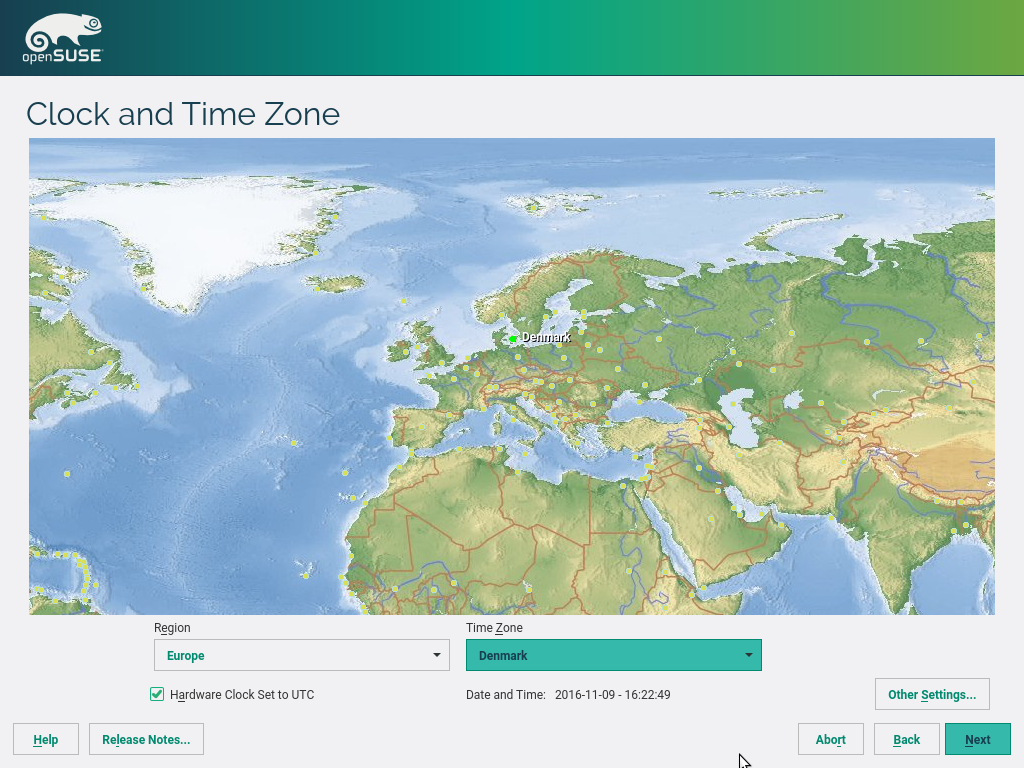 openSUSE
Clock and Time Zone
Denmark
Region
Time Zone
Europe
Denmark
Hardware Clock Set to UTC
Date and Time: 2016-11-09 - 16:22:49
Other Settings...
Help
Release Notes...
Abort
Back
Next